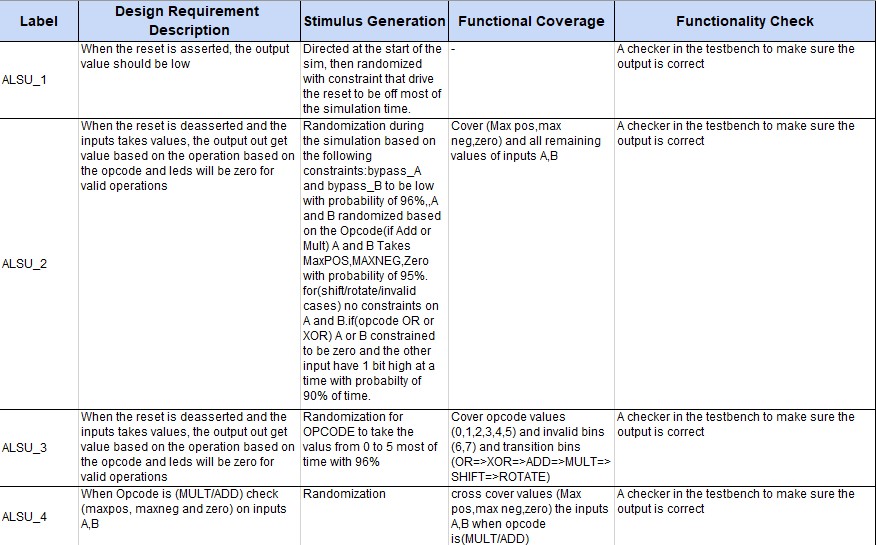 Label
Design Requirement
Description
Stimulus Generation
Functional Coverage
Functionality Check
ALSU_1
When the reset is asserted, the output
value should be low
Directed at the start of the
sim, then randomized
with constraint that drive
the reset to be off most of
the simulation time.
-
A checker in the testbench to make sure the
output is correct
ALSU_2
When the reset is deasserted and the
inputs takes values, the output out get
value based on the operation based on
the opcode and leds will be zero for
valid operations
Randomization during
the simulation based on
the following
constraints:bypass_A
and bypass_B to be low
with probability of 96%,,A
and B randomized based
on the Opcode(if Add or
Mult) A and B Takes
MaxPOS,MAXNEG,Zero
with probability of 95%.
for(shift/rotate/invalid
cases) no constraints on
A and B.if(opcode OR or
XOR) A or B constrained
to be zero and the other
input have 1 bit high at a
time with probabilty of
90% of time.
Cover (Max pos,max
neg,zero) and all remaining
values of inputs A,B
A checker in the testbench to make sure the
output is correct
ALSU_3
When the reset is deasserted and the
inputs takes values, the output out get
value based on the operation based on
the opcode and leds will be zero for
valid operations
Randomization for
OPCODE to take the
valus from 0 to 5 most of
time with 96%
Cover opcode values
(0,1,2,3,4,5) and invalid bins
(6,7) and transition bins
(OR=>XOR=>ADD=>MULT=>
SHIFT=>ROTATE)
A checker in the testbench to make sure the
output is correct
ALSU_4
When Opcode is (MULT/ADD) check
(maxpos, maxneg and zero) on inputs
A,B
Randomization
cross cover values (Max
pos,max neg,zero) the inputs
A,B when opcode
is(MULT/ADD)
A checker in the testbench to make sure the
output is correct